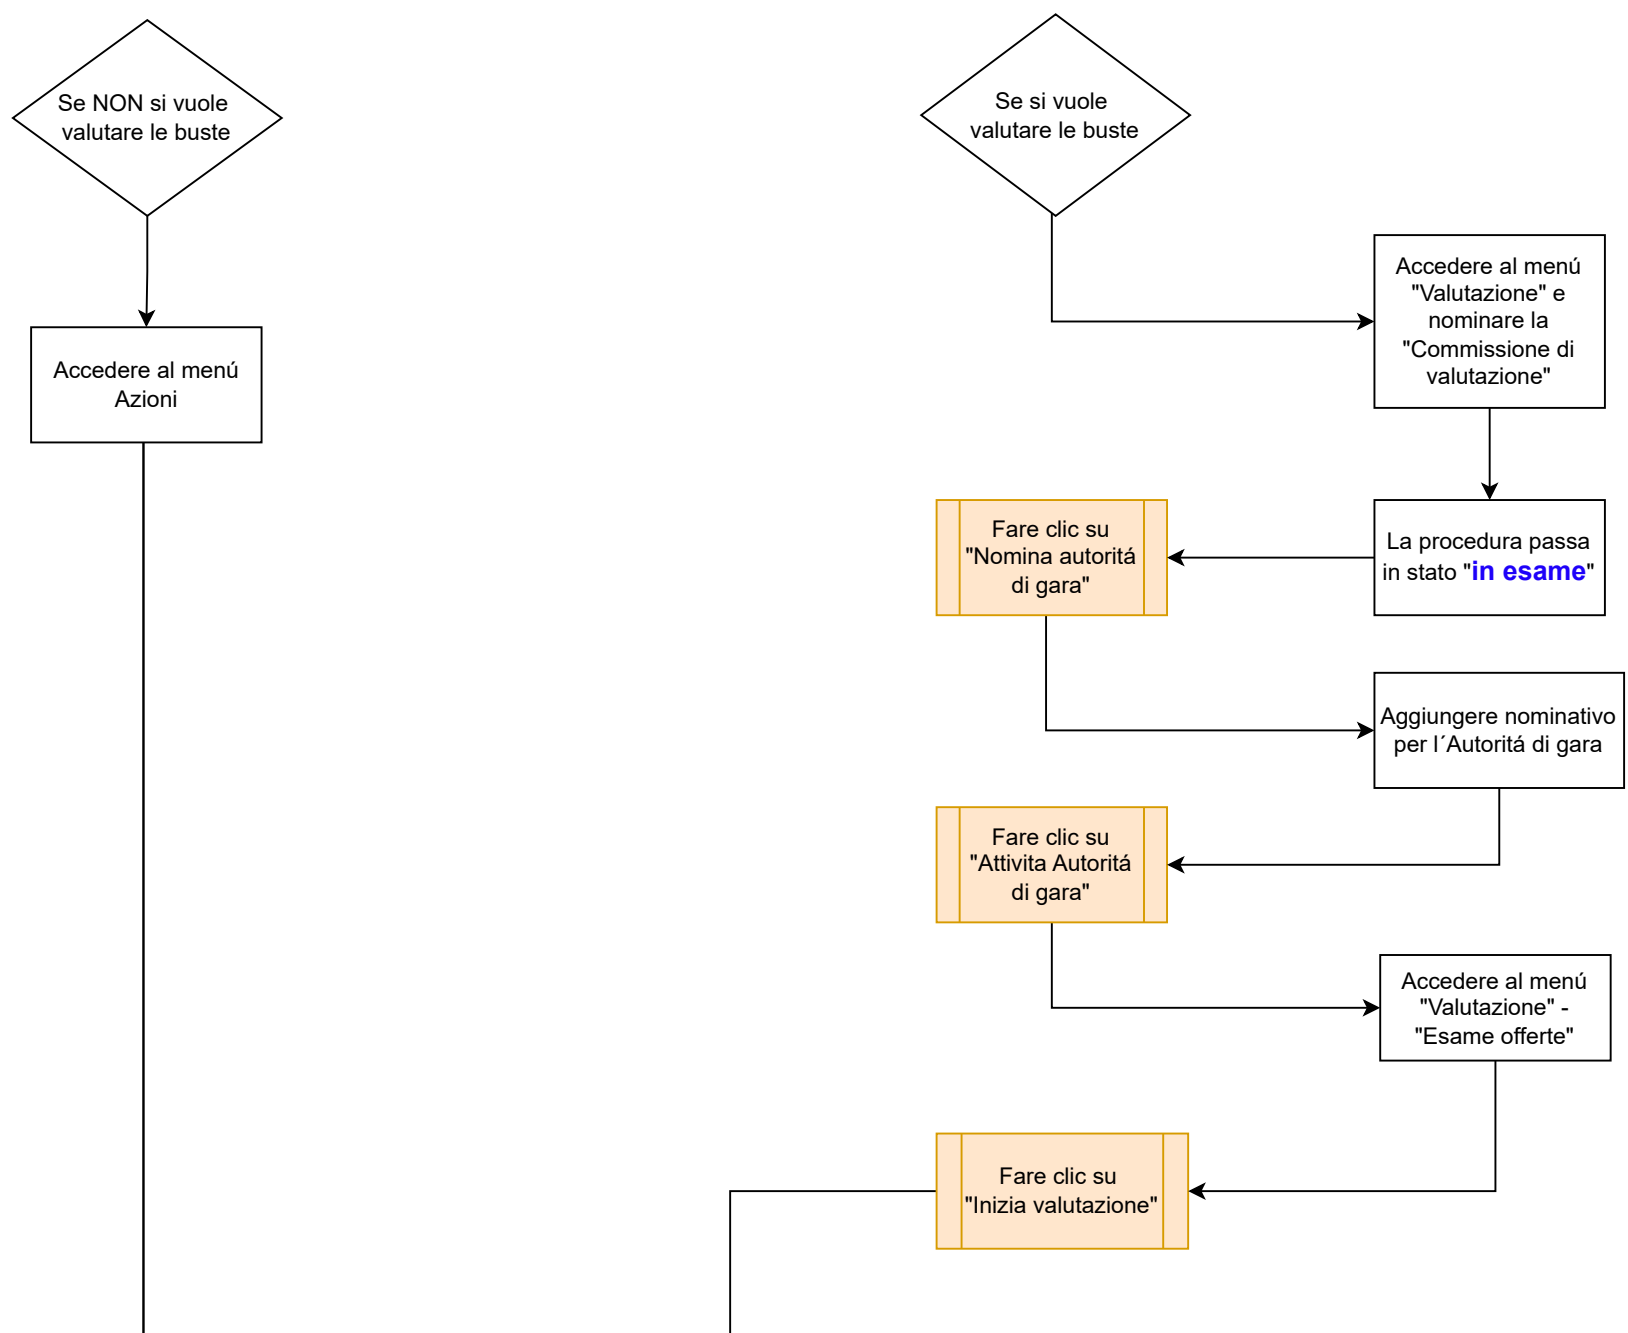 Se NON si vuole
valutare le buste
Se si vuole
valutare le buste
Accedere al menú
"Valutazione" e
nominare la
"Commissione di
valutazione"
Accedere al menú
Azioni
Fare clic su
"Nomina autoritá
di gara"
La procedura passa
in stato "in esame"
Aggiungere nominativo
per l´Autoritá di gara
Fare clic su
"Attivita Autoritá
di gara"
Accedere al menú
"Valutazione" -
"Esame offerte"
Fare clic su
"Inizia valutazione"